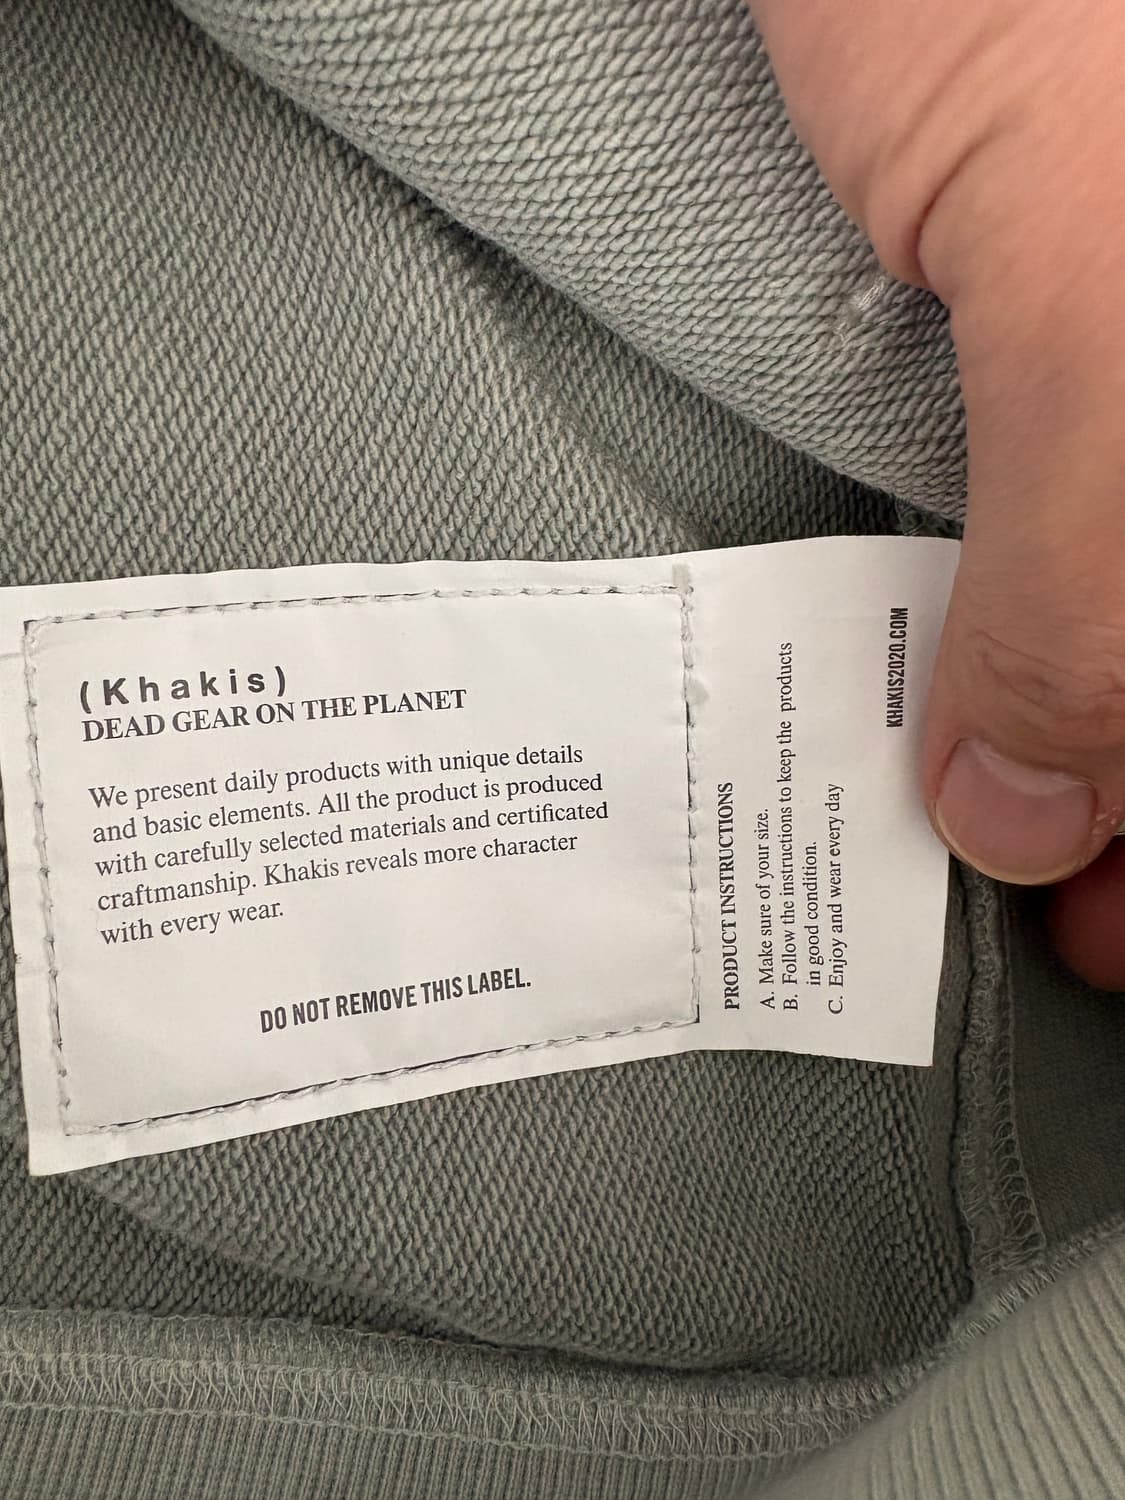 (Khakis)
DEAD GEAR ON THE PLANET
We present daily products with unique details
and basic elements. All the product is produced
with carefully selected materials and certificated
craftmanship. Khakis reveals more character
with every wear.
DO NOT REMOVE THIS LABEL.
PRODUCT INSTRUCTIONS
A. Make sure of your size.
B. Follow the instructions to keep the products
in good condition.
C. Enjoy and wear every day
KHAKIS2020.COM